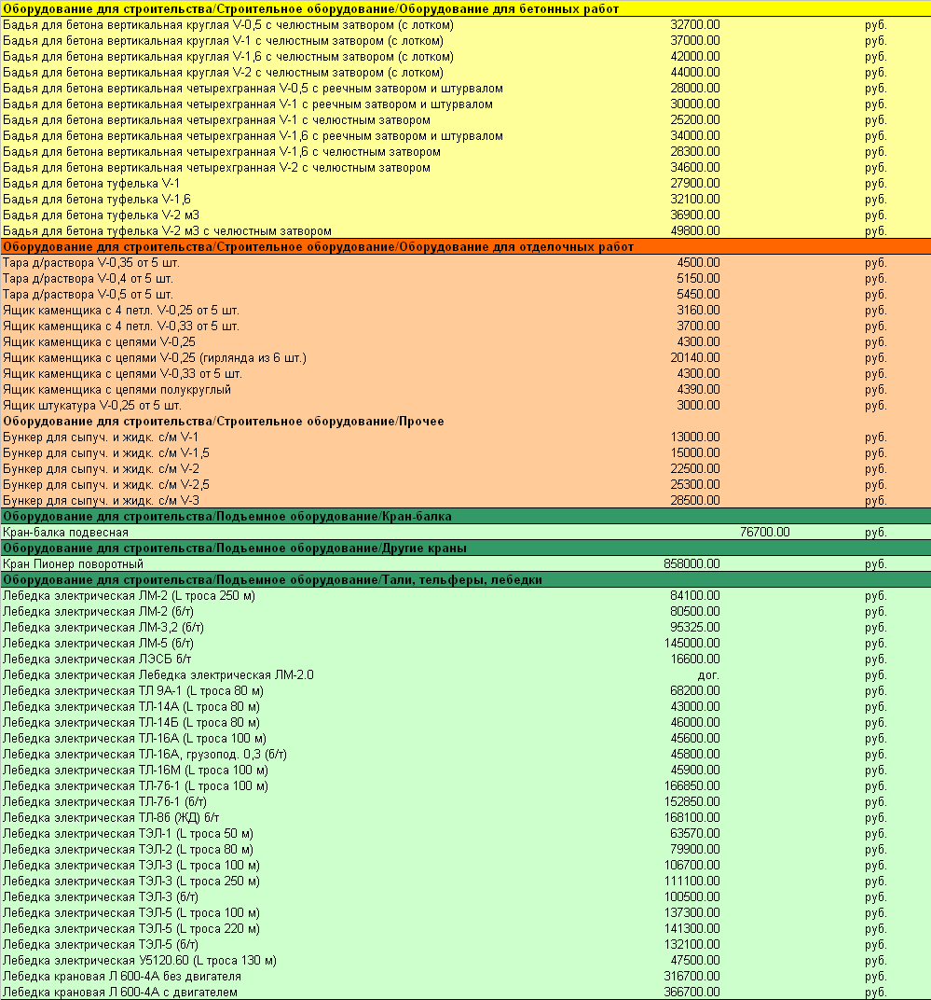 Оборудование для строительства/Строительное оборудование/Оборудование для бетонных работ
Бадья для бетона вертикальная круглая V-0,5 с челюстным затвором (с лотком) 32700.00 руб.
Бадья для бетона вертикальная круглая V-1 с челюстным затвором (с лотком) 37000.00 руб.
Бадья для бетона вертикальная круглая V-1,6 с челюстным затвором (с лотком) 42000.00 руб.
Бадья для бетона вертикальная круглая V-2 с челюстным затвором (с лотком) 44000.00 руб.
Бадья для бетона вертикальная четырехгранная V-0,5 с реечным затвором и штурвалом 28000.00 руб.
Бадья для бетона вертикальная четырехгранная V-1 с реечным затвором и штурвалом 30000.00 руб.
Бадья для бетона вертикальная четырехгранная V-1 с челюстным затвором 25200.00 руб.
Бадья для бетона вертикальная четырехгранная V-1,6 с реечным затвором и штурвалом 34000.00 руб.
Бадья для бетона вертикальная четырехгранная V-1,6 с челюстным затвором 28300.00 руб.
Бадья для бетона вертикальная четырехгранная V-2 с челюстным затвором 34600.00 руб.
Бадья для бетона туфелька V-1 27900.00 руб.
Бадья для бетона туфелька V-1,6 32100.00 руб.
Бадья для бетона туфелька V-2 м3 36900.00 руб.
Бадья для бетона туфелька V-2 м3 с челюстным затвором 49800.00 руб.
Оборудование для строительства/Строительное оборудование/Оборудование для отделочных работ
Тара д/раствора V-0,35 от 5 шт. 4500.00 руб.
Тара д/раствора V-0,4 от 5 шт. 5150.00 руб.
Тара д/раствора V-0,5 от 5 шт. 5450.00 руб.
Ящик каменщика с 4 петл. V-0,25 от 5 шт. 3160.00 руб.
Ящик каменщика с 4 петл. V-0,33 от 5 шт. 3700.00 руб.
Ящик каменщика с цепями V-0,25 4300.00 руб.
Ящик каменщика с цепями V-0,25 (гирлянда из 6 шт.) 20140.00 руб.
Ящик каменщика с цепями V-0,33 от 5 шт. 4300.00 руб.
Ящик каменщика с цепями полукруглый 4390.00 руб.
Ящик штукатура V-0,25 от 5 шт. 3000.00 руб.
Оборудование для строительства/Строительное оборудование/Прочее
Бункер для сыпуч. и жидк. с/м V-1 13000.00 руб.
Бункер для сыпуч. и жидк. с/м V-1,5 15000.00 руб.
Бункер для сыпуч. и жидк. с/м V-2 22500.00 руб.
Бункер для сыпуч. и жидк. с/м V-2,5 25300.00 руб.
Бункер для сыпуч. и жидк. с/м V-3 28500.00 руб.
Оборудование для строительства/Подъемное оборудование/Кран-балка
Кран-балка подвесная 76700.00 руб.
Оборудование для строительства/Подъемное оборудование/Другие краны
Кран Пионер поворотный 858000.00 руб.
Оборудование для строительства/Подъемное оборудование/Тали, тельферы, лебедки
Лебедка электрическая ЛМ-2 (L троса 250 м) 84100.00 руб.
Лебедка электрическая ЛМ-2 (б/т) 80500.00 руб.
Лебедка электрическая ЛМ-3,2 (б/т) 95325.00 руб.
Лебедка электрическая ЛМ-5 (б/т) 145000.00 руб.
Лебедка электрическая ЛЭСБ б/т 16600.00 руб.
Лебедка электрическая Лебедка электрическая ЛМ-2.0 дог. руб.
Лебедка электрическая ТЛ 9А-1 (L троса 80 м) 68200.00 руб.
Лебедка электрическая ТЛ-14А (L троса 80 м) 43000.00 руб.
Лебедка электрическая ТЛ-14Б (L троса 80 м) 46000.00 руб.
Лебедка электрическая ТЛ-16А (L троса 100 м) 45600.00 руб.
Лебедка электрическая ТЛ-16А, грузопод. 0,3 (б/т) 45800.00 руб.
Лебедка электрическая ТЛ-16М (L троса 100 м) 45900.00 руб.
Лебедка электрическая ТЛ-7б-1 (L троса 100 м) 166850.00 руб.
Лебедка электрическая ТЛ-7б-1 (б/т) 152850.00 руб.
Лебедка электрическая ТЛ-8б (ЖД) б/т 168100.00 руб.
Лебедка электрическая ТЭЛ-1 (L троса 50 м) 63570.00 руб.
Лебедка электрическая ТЭЛ-2 (L троса 80 м) 79900.00 руб.
Лебедка электрическая ТЭЛ-3 (L троса 100 м) 106700.00 руб.
Лебедка электрическая ТЭЛ-3 (L троса 250 м) 111100.00 руб.
Лебедка электрическая ТЭЛ-3 (б/т) 100500.00 руб.
Лебедка электрическая ТЭЛ-5 (L троса 100 м) 137300.00 руб.
Лебедка электрическая ТЭЛ-5 (L троса 220 м) 141300.00 руб.
Лебедка электрическая ТЭЛ-5 (б/т) 132100.00 руб.
Лебедка электрическая У5120.60 (L троса 130 м) 47500.00 руб.
Лебедка крановая Л 600-4А без двигателя 316700.00 руб.
Лебедка крановая Л 600-4А с двигателем 366700.00 руб.